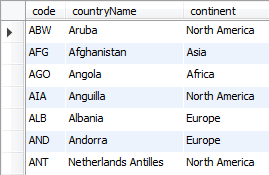 code countryName continent
ABW Aruba North America
AFG Afghanistan Asia
AGO Angola Africa
AIA Anguilla North America
ALB Albania Europe
AND Andorra Europe
ANT Netherlands Antilles North America